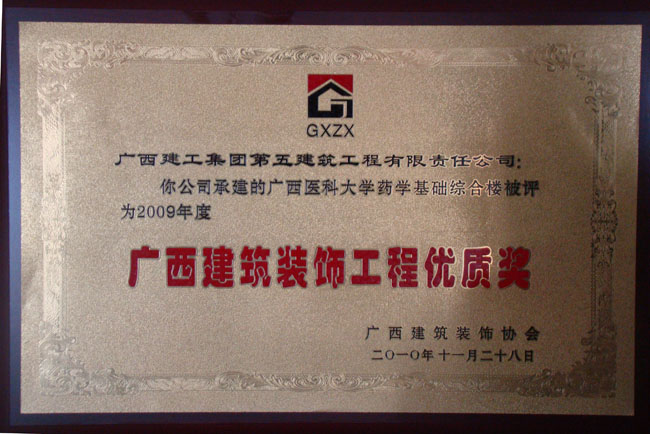 GXZX
广西建工集团第五建筑工程有限责任公司:
你公司承建的广西医科大学药学基础综合楼被评
为2009年度
广西建筑装饰工程优质奖
广西建筑装饰协会
二〇一〇年十一月二十八日